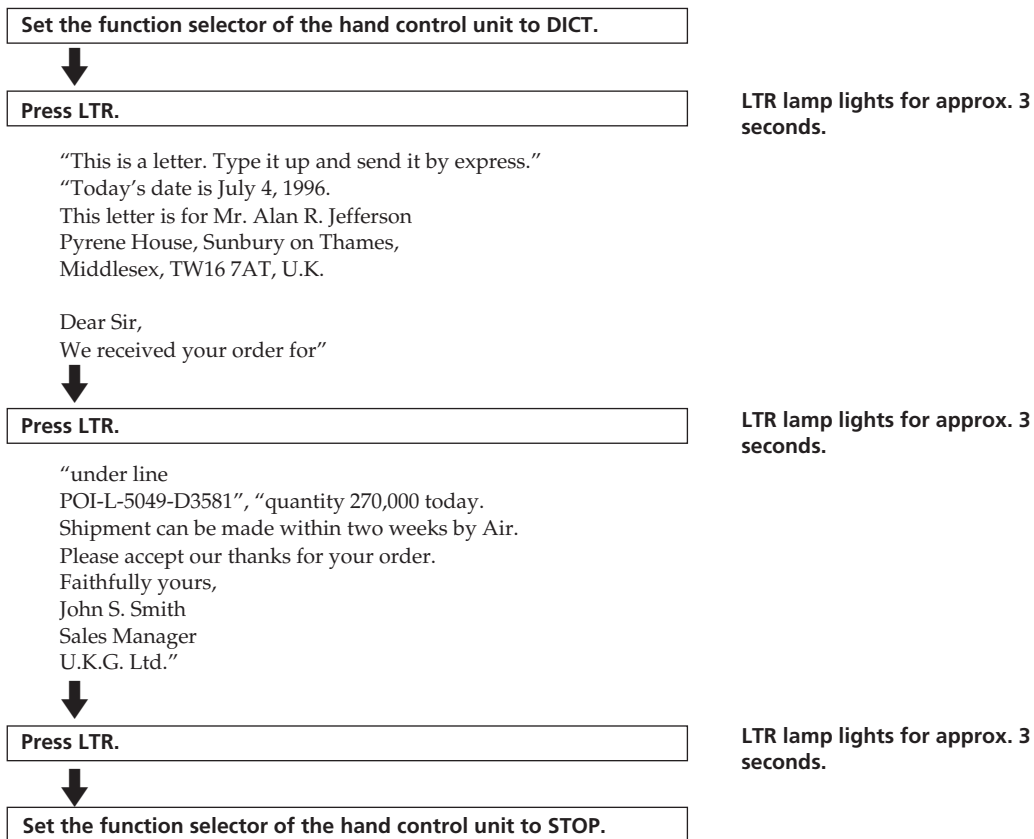 Set the function selector of the hand control unit to DICT.
Press LTR.
LTR lamp lights for approx. 3
seconds.
“This is a letter. Type it up and send it by express.”
“Today’s date is July 4, 1996.
This letter is for Mr. Alan R. Jefferson
Pyrene House, Sunbury on Thames,
Middlesex, TW16 7AT, U.K.
Dear Sir,
We received your order for”
Press LTR.
LTR lamp lights for approx. 3
seconds.
“under line
POI-L-5049-D3581”, “quantity 270,000 today.
Shipment can be made within two weeks by Air.
Please accept our thanks for your order.
Faithfully yours,
John S. Smith
Sales Manager
U.K.G. Ltd.”
Press LTR.
LTR lamp lights for approx. 3
seconds.
Set the function selector of the hand control unit to STOP.